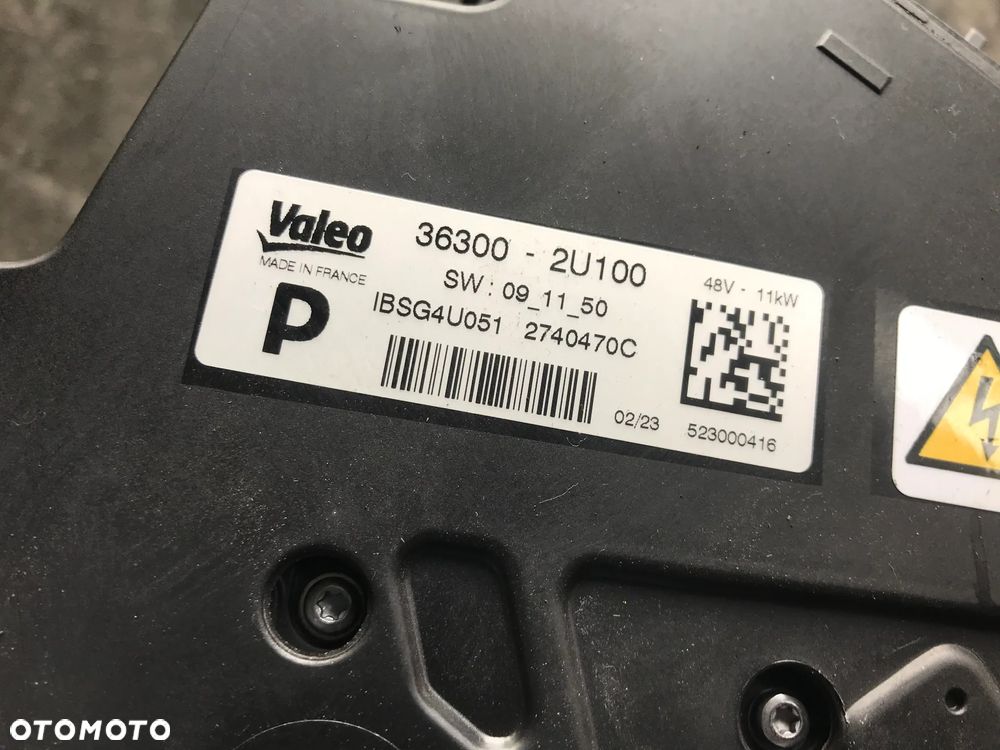 Valeo
MADE IN FRANCE
P
36300 - 2U100
SW : 09_11_50
IBSG4U051 2740470C
48V - 11kW
02/23
523000416
OTOMOTO